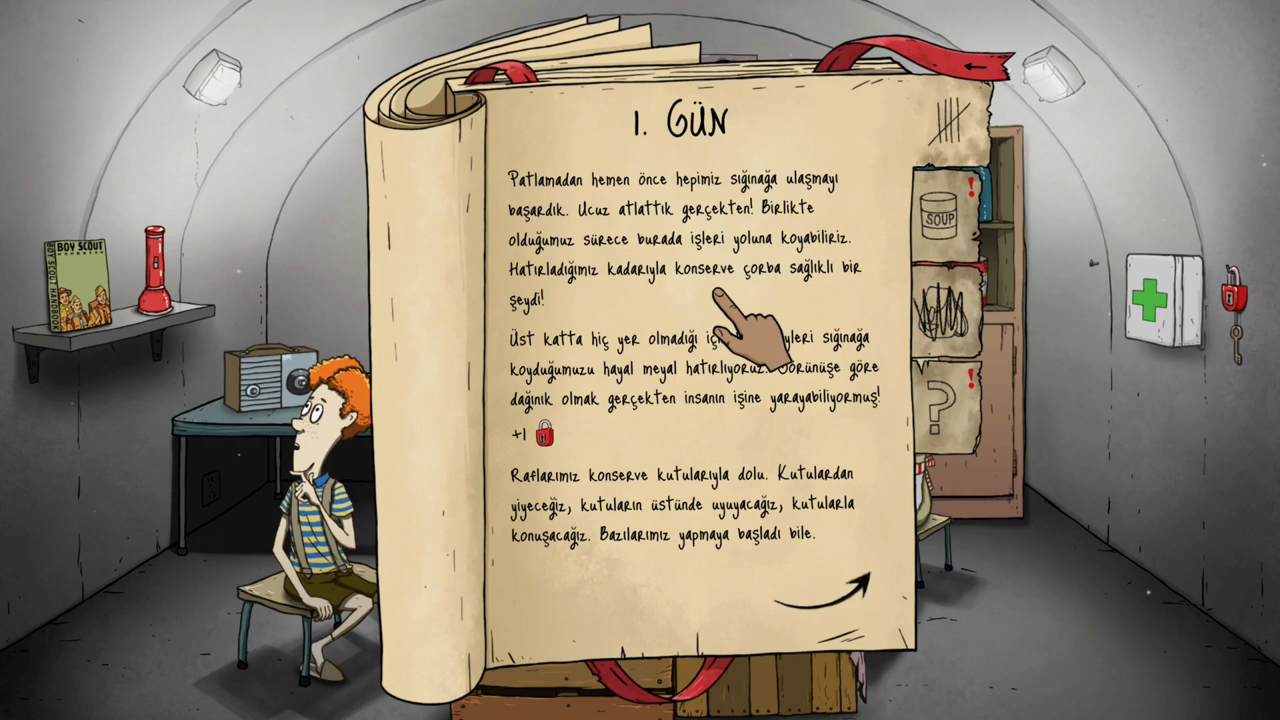 1. GÜN
Patlamadan hemen önce hepimiz sığınağa ulaşmayı
başardık. Ucuz atlattık gerçekten! Birlikte
olduğumuz sürece burada işleri yoluna koyabiliriz.
Hatırladığımız kadarıyla konserve çorba sağlıklı bir
şeydi!
Üst katta hiç yer olmadığı sığınağa
koyduğumuzu hayal meyal hatırlıyoruz. Görünüşe göre
dağınık olmak gerçekten insanın işine yarayabiliyormuş!
+1
Raflarımız konserve kutularıyla dolu. Kutulardan
yiyeceğiz, kutuların üstünde uyuyacağız, kutularla
konuşacağız. Bazılarımız yapmaya başladı bile.
!
SOUP
?
!
BOY SCOUT
BOY SCOUT HANDBOOK